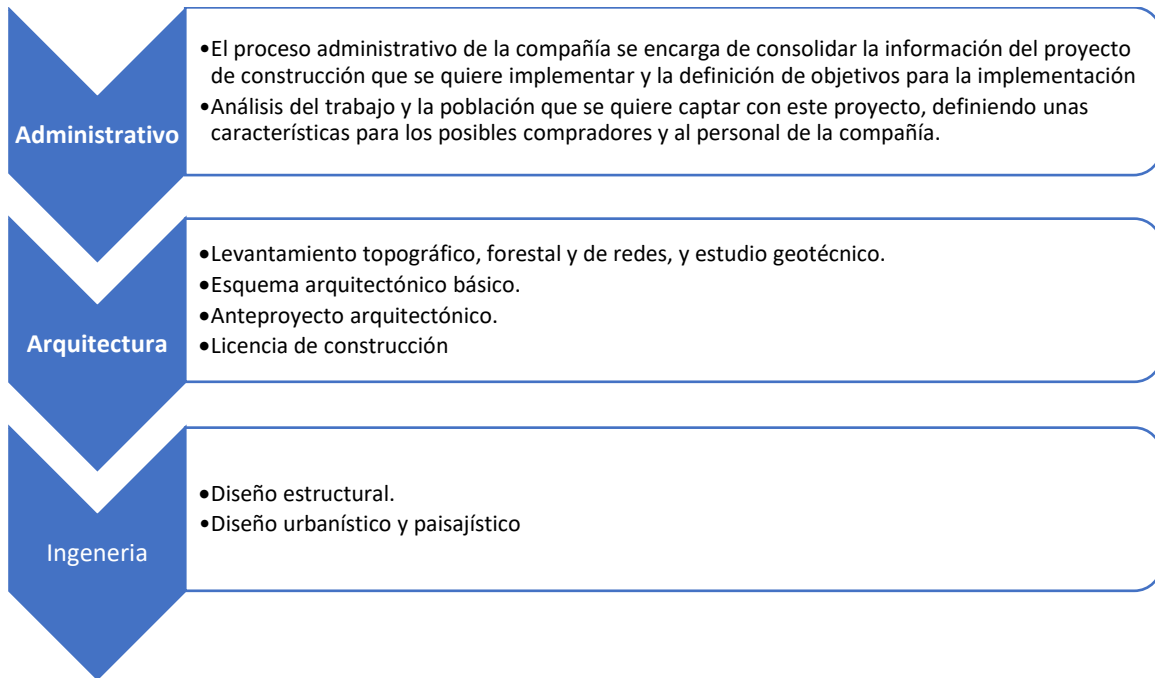 Administrativo
•El proceso administrativo de la compañía se encarga de consolidar la información del proyecto
de construcción que se quiere implementar y la definición de objetivos para la implementación
•Análisis del trabajo y la población que se quiere captar con este proyecto, definiendo unas
características para los posibles compradores y al personal de la compañía.
Arquitectura
•Levantamiento topográfico, forestal y de redes, y estudio geotécnico.
•Esquema arquitectónico básico.
•Anteproyecto arquitectónico.
•Licencia de construcción
Ingeneria
•Diseño estructural.
•Diseño urbanístico y paisajístico